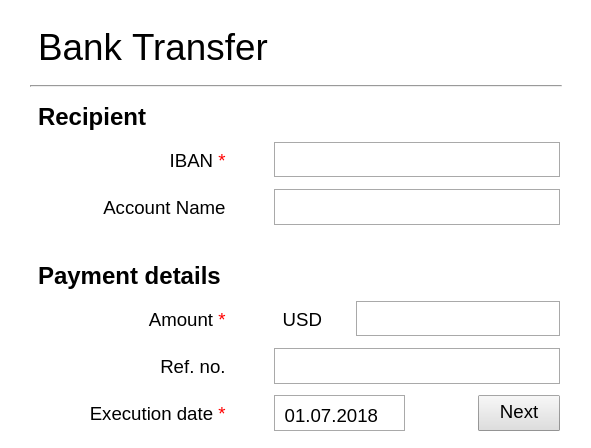 Bank Transfer
Recipient
IBAN *
Account Name
Payment details
Amount * USD
Ref. no.
Execution date * 01.07.2018 Next